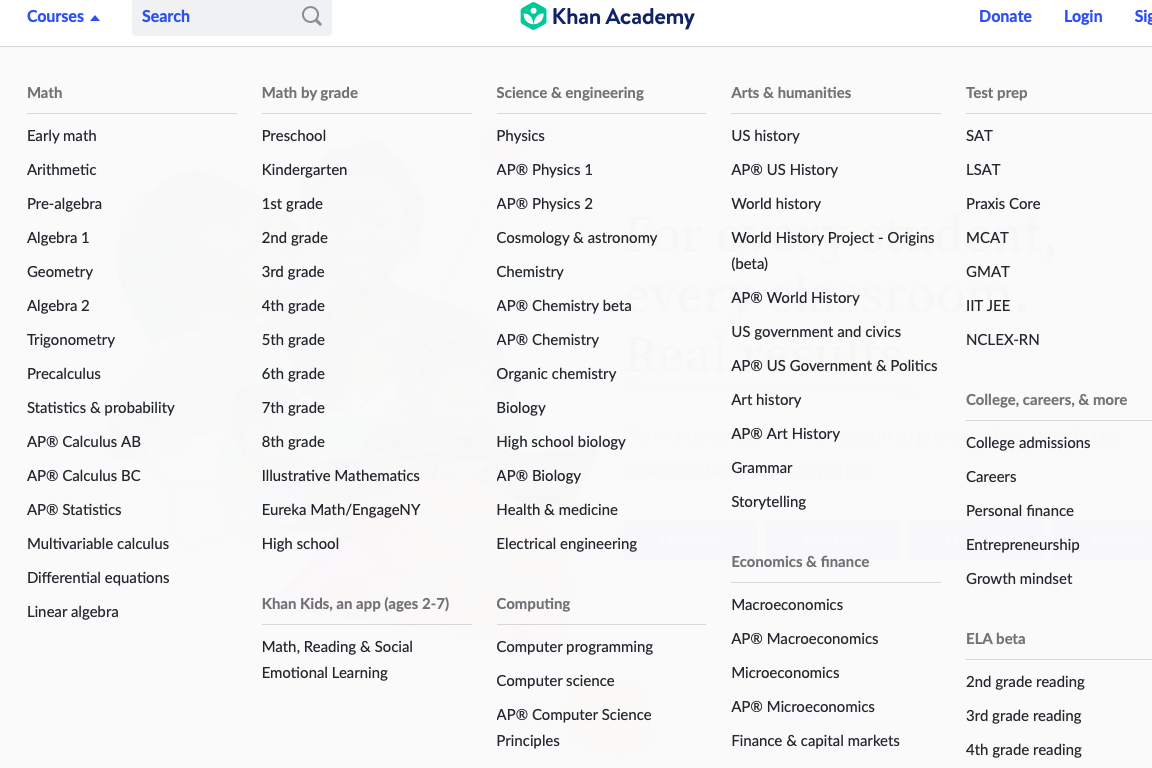 Courses
Search
Khan Academy
Donate
Login
Math
Early math
Arithmetic
Pre-algebra
Algebra 1
Geometry
Algebra 2
Trigonometry
Precalculus
Statistics & probability
AP® Calculus AB
AP® Calculus BC
AP® Statistics
Multivariable calculus
Differential equations
Linear algebra
Math by grade
Preschool
Kindergarten
1st grade
2nd grade
3rd grade
4th grade
5th grade
6th grade
7th grade
8th grade
Illustrative Mathematics
Eureka Math/EngageNY
High school
Khan Kids, an app (ages 2-7)
Math, Reading & Social
Emotional Learning
Science & engineering
Physics
AP® Physics 1
AP® Physics 2
Cosmology & astronomy
Chemistry
AP® Chemistry beta
AP® Chemistry
Organic chemistry
Biology
High school biology
AP® Biology
Health & medicine
Electrical engineering
Computing
Computer programming
Computer science
AP® Computer Science
Principles
Arts & humanities
US history
AP® US History
World history
World History Project - Origins
(beta)
AP® World History
US government and civics
AP® US Government & Politics
Art history
AP® Art History
Grammar
Storytelling
Economics & finance
Macroeconomics
AP® Macroeconomics
Microeconomics
AP® Microeconomics
Finance & capital markets
Test prep
SAT
LSAT
Praxis Core
MCAT
GMAT
IIT JEE
NCLEX-RN
College, careers, & more
College admissions
Careers
Personal finance
Entrepreneurship
Growth mindset
ELA beta
2nd grade reading
3rd grade reading
4th grade reading